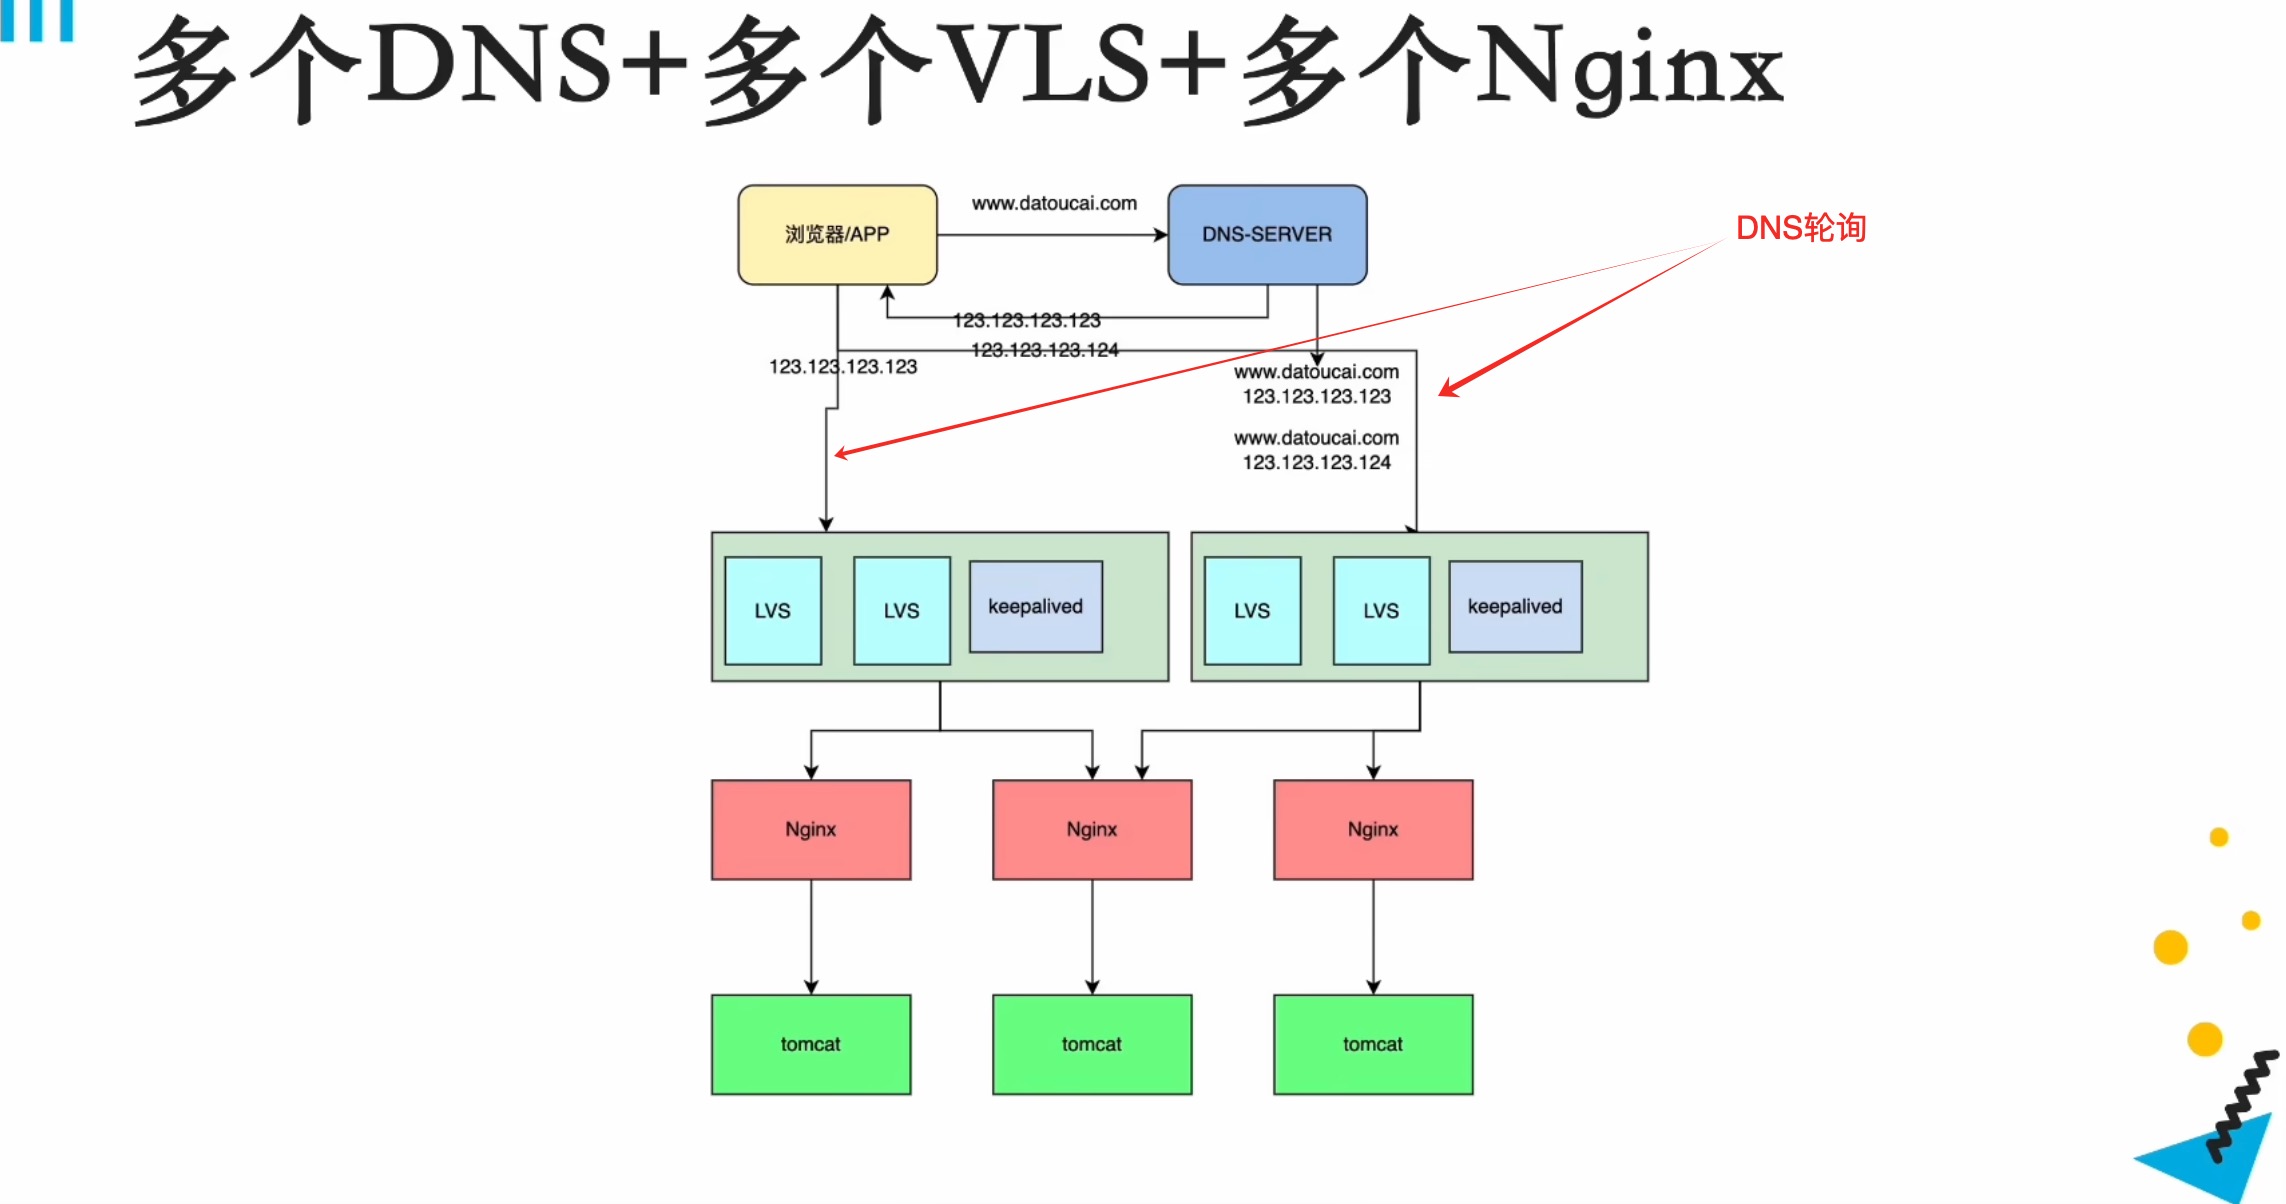 多个DNS+多个VLS+多个Nginx
浏览器/APP
www.datoucai.com
DNS-SERVER
DNS轮询
123.123.123.123
123.123.123.124
123.123.123.123
www.datoucai.com
123.123.123.123
www.datoucai.com
123.123.123.124
LVS
LVS
keepalived
LVS
LVS
keepalived
Nginx
Nginx
Nginx
tomcat
tomcat
tomcat